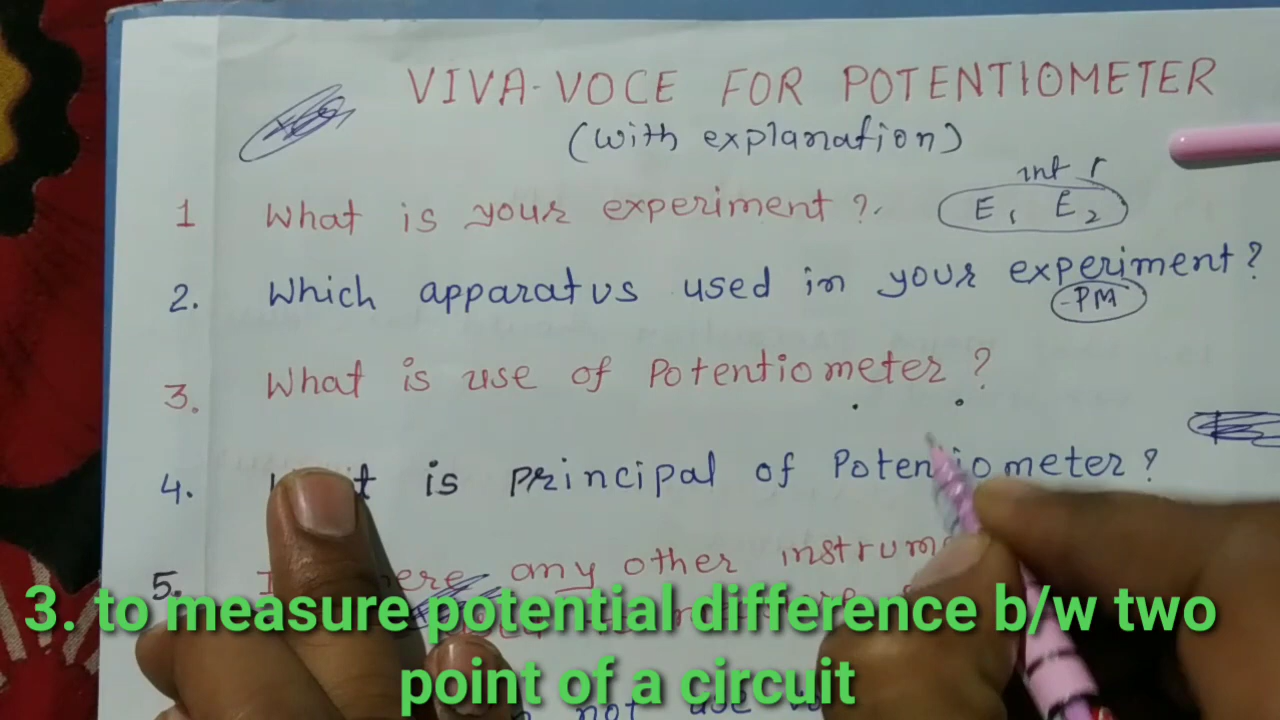 VIVA-VOCE FOR POTENTIOMETER
(with explanation)
int r
1 What is your experiment ? E1 E2
2. Which apparatus used in your experiment ?
PM
3. What is use of Potentiometer ?
4. is principal of Potentiometer ?
5. any other
3. to measure potential difference b/w two
point of a circuit
not use